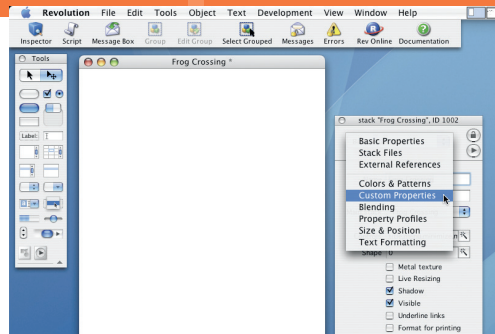 Revolution File Edit Tools Object Text Development View Window Help
Inspector Script Message Box Group Edit Group Select Grouped Messages Errors Rev Online Documentation
Tools
Frog Crossing *
Label:
stack "Frog Crossing", ID 1002
Basic Properties
Stack Files
External References
Colors & Patterns
Custom Properties
Blending
Property Profiles
Size & Position
Text Formatting
Shape 0
Metal texture
Live Resizing
Shadow
Visible
Underline links
Format for printing